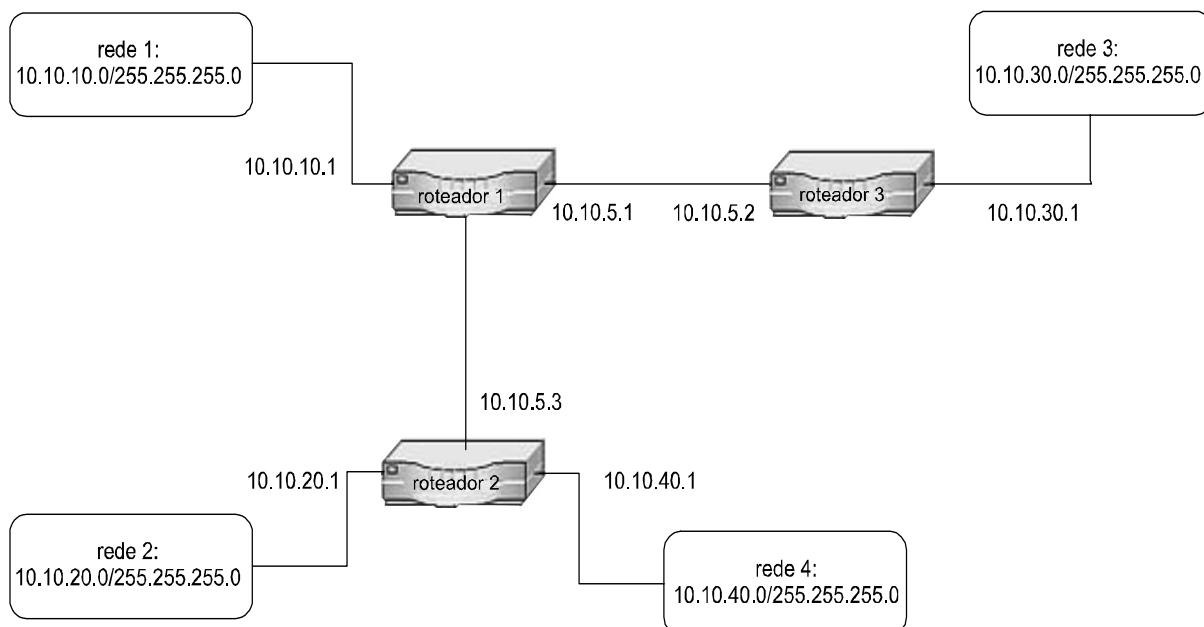 rede 1:
10.10.10.0/255.255.255.0
rede 3:
10.10.30.0/255.255.255.0
10.10.10.1
roteador 1
10.10.5.1
10.10.5.2
roteador 3
10.10.30.1
10.10.5.3
10.10.20.1
roteador 2
10.10.40.1
rede 2:
10.10.20.0/255.255.255.0
rede 4:
10.10.40.0/255.255.255.0